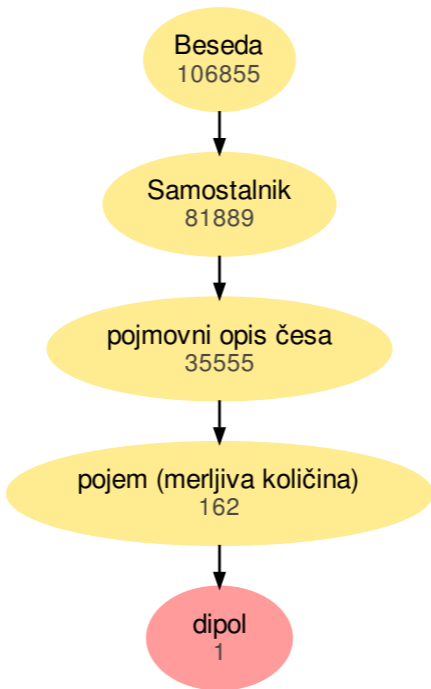 Beseda
106855
Samostalnik
81889
pojmovni opis česa
35555
pojem (merljiva količina)
162
dipol
1